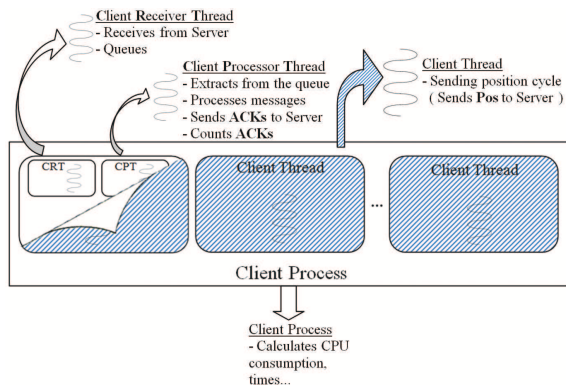 Client Receiver Thread
- Receives from Server
- Queues
Client Processor Thread
- Extracts from the queue
- Processes messages
- Sends ACKs to Server
- Counts ACKs
Client Thread
- Sending position cycle
( Sends Pos to Server )
CRT
CPT
Client Thread
...
Client Thread
Client Process
Client Process
- Calculates CPU
consumption,
times...